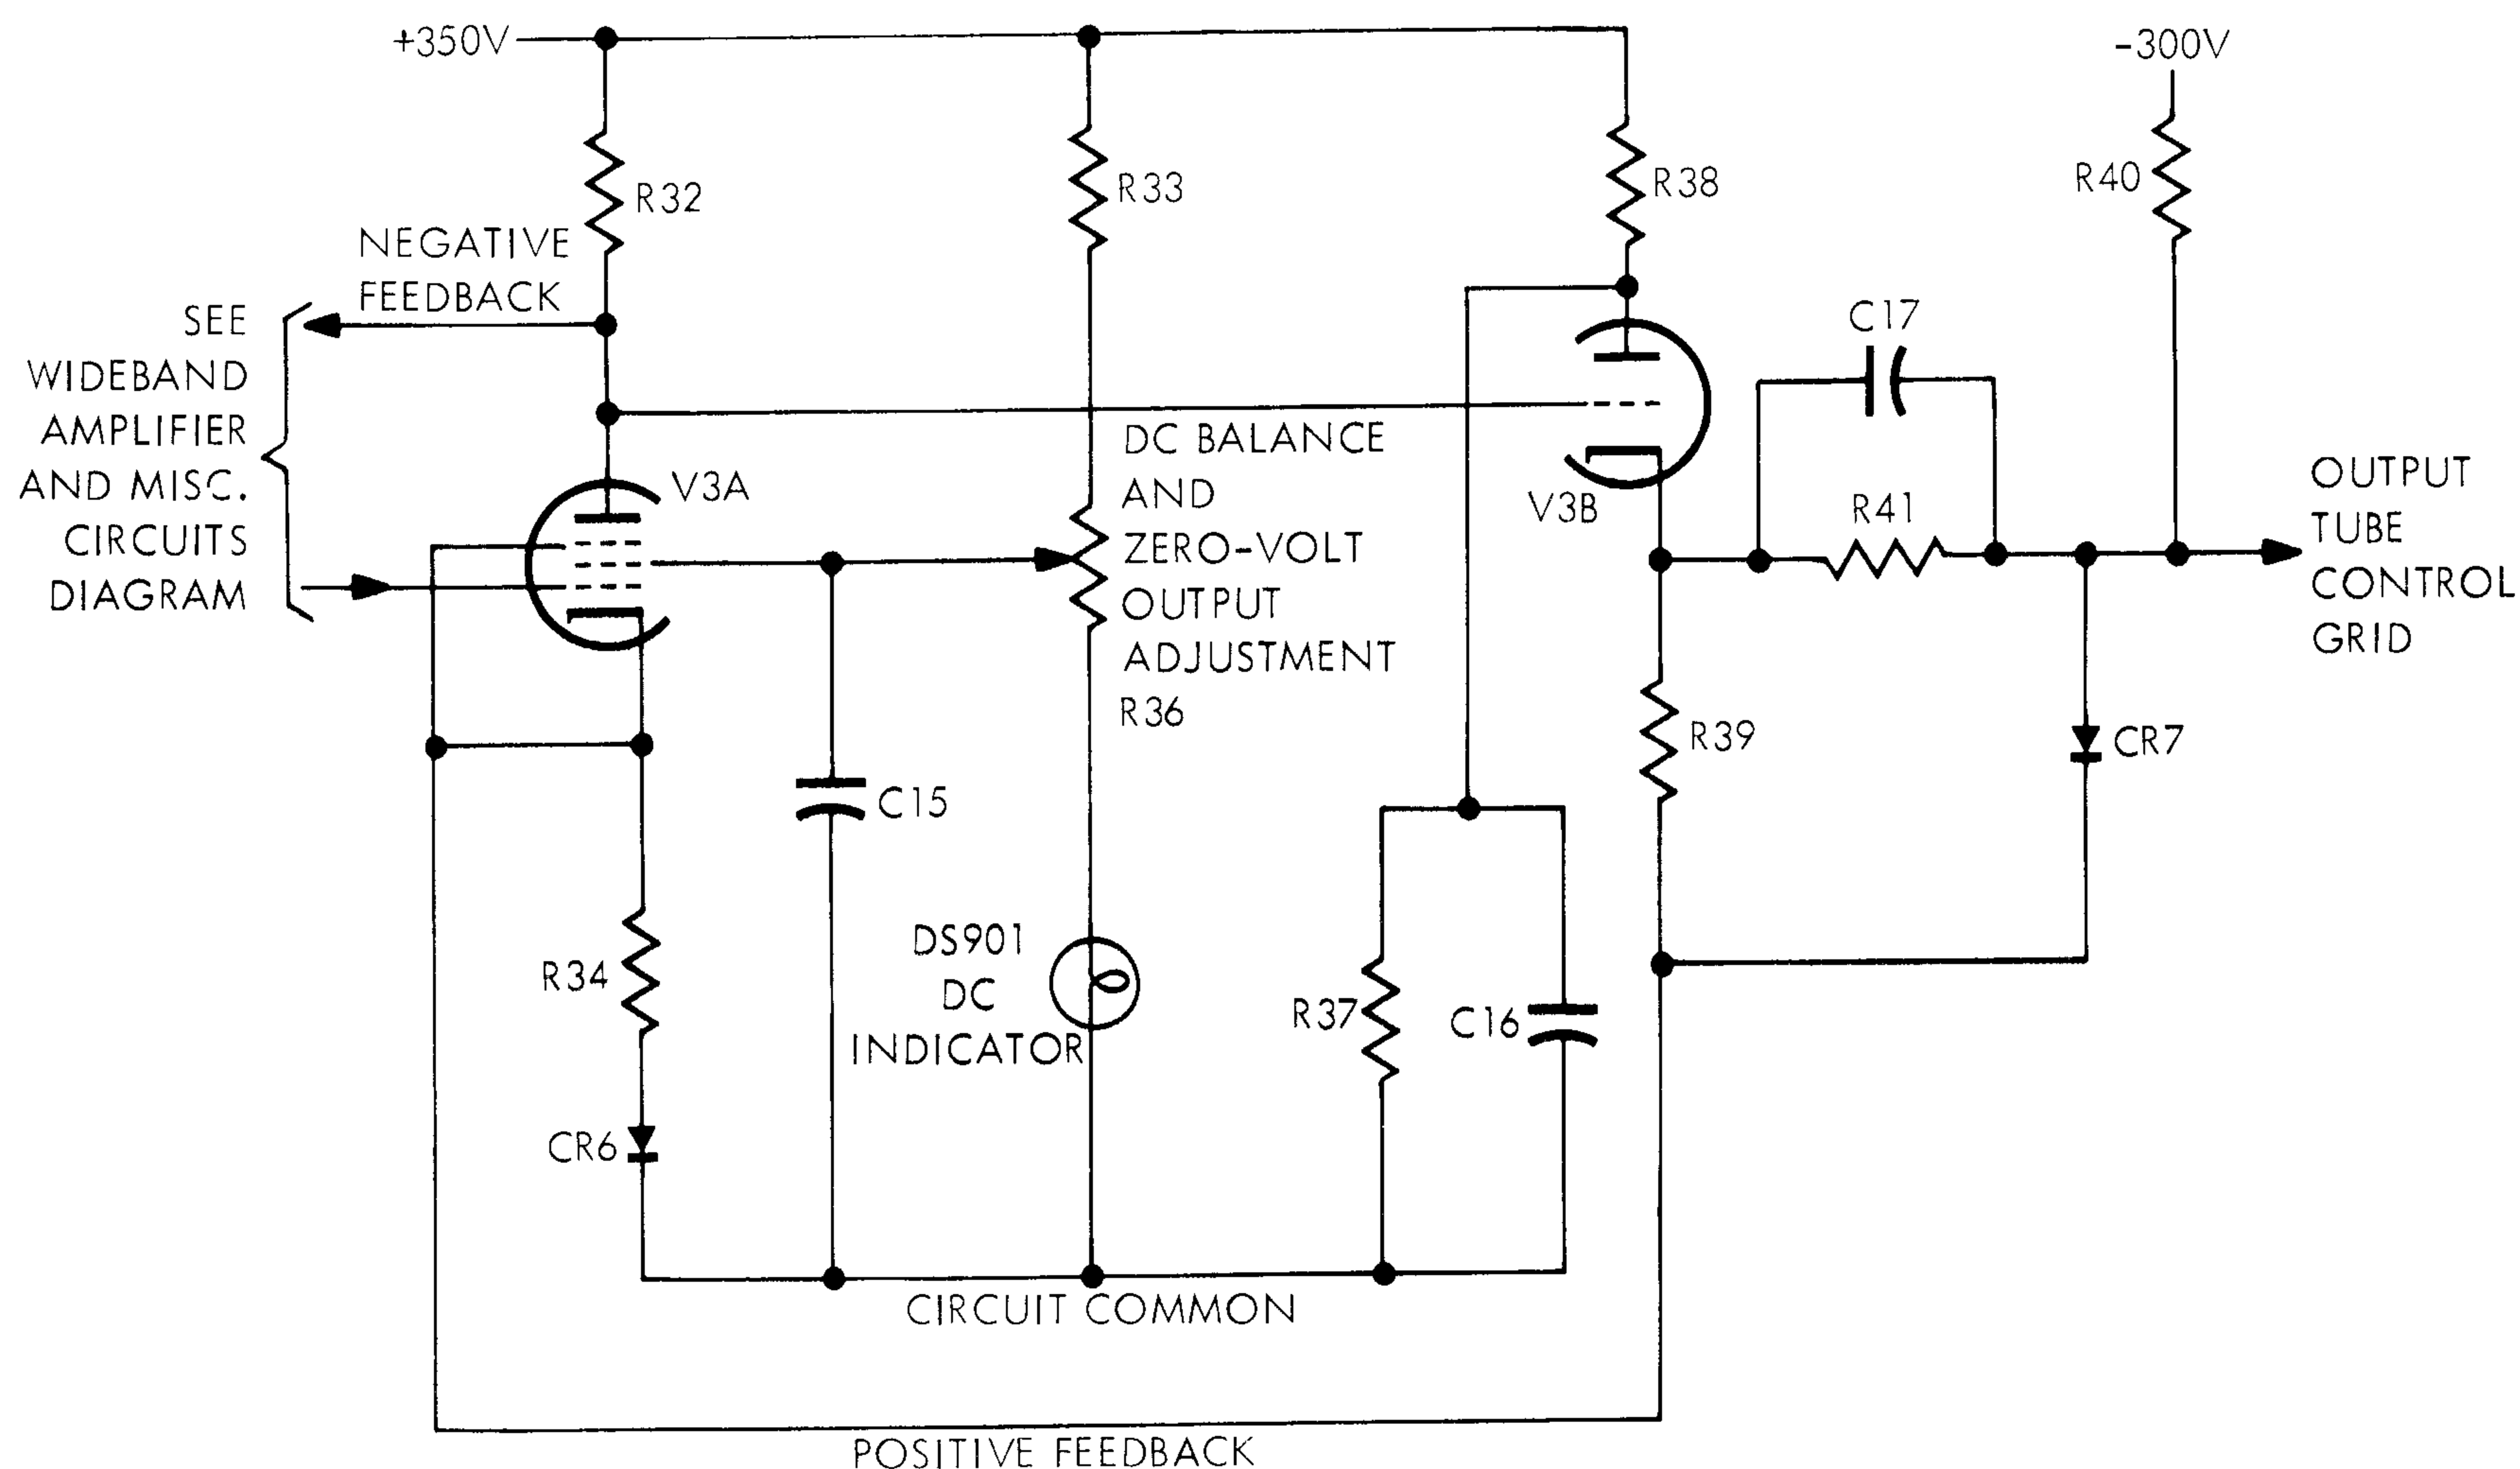 +350V
-300V
R32
R33
R38
R40
NEGATIVE
FEEDBACK
SEE
WIDEBAND
AMPLIFIER
AND MISC.
CIRCUITS
DIAGRAM
C17
DC BALANCE
AND
ZERO-VOLT
OUTPUT
ADJUSTMENT
R36
V3A
V3B
R41
OUTPUT
TUBE
CONTROL
GRID
R39
CR7
C15
R34
DS901
DC
INDICATOR
R37
C16
CR6
CIRCUIT COMMON
POSITIVE FEEDBACK